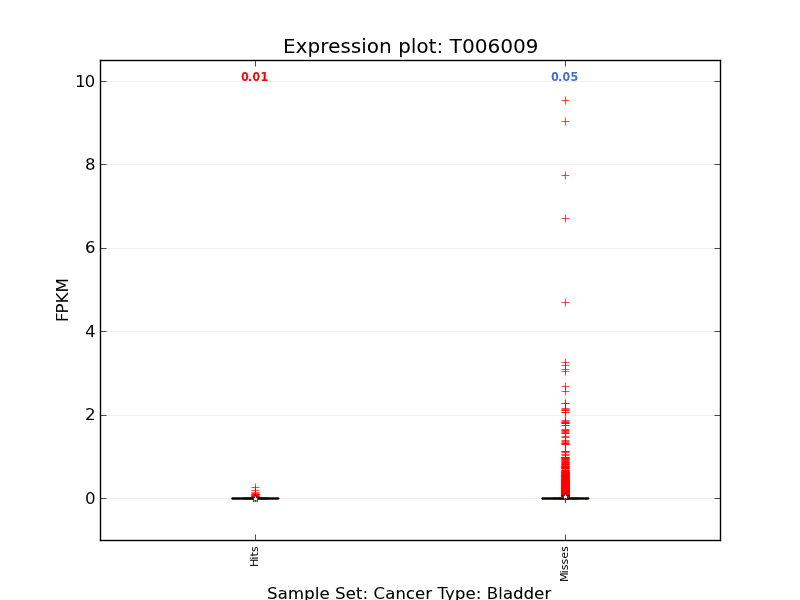 Expression plot: T006009
10
8
6
4
2
0
FPKM
0.01
0.05
Hits
Misses
Sample Set: Cancer Type: Bladder